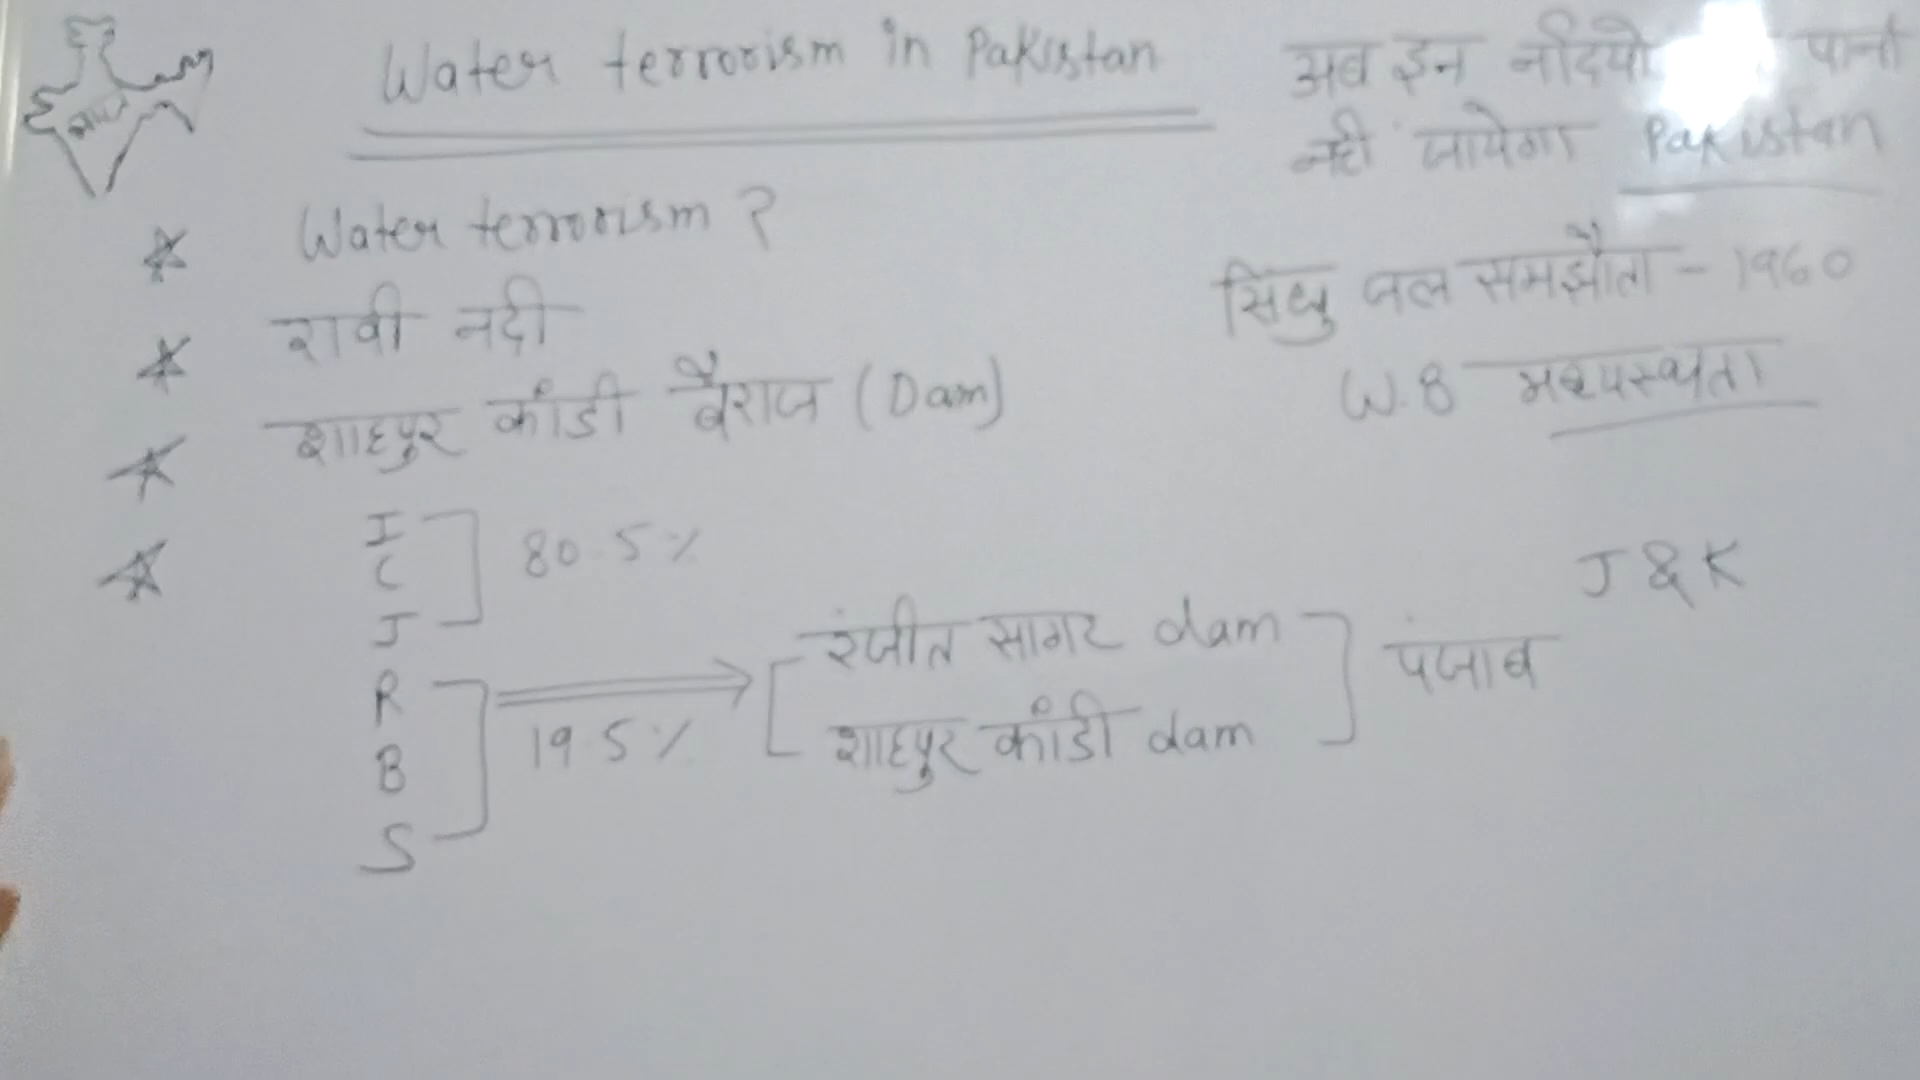 Water terrorism in Pakistan
अब इन नदियो पानी
नही जायेगा Pakistan
Water terrorism ?
रावी नदी
शाहपुर कांडी बैराज (Dam)
सिंधु जल समझौता - 1960
W.B मध्यस्थता
I
C
J
80.5%
R
B
S
19.5%
रंजीत सागर dam
शाहपुर कांडी dam
पंजाब
J & K